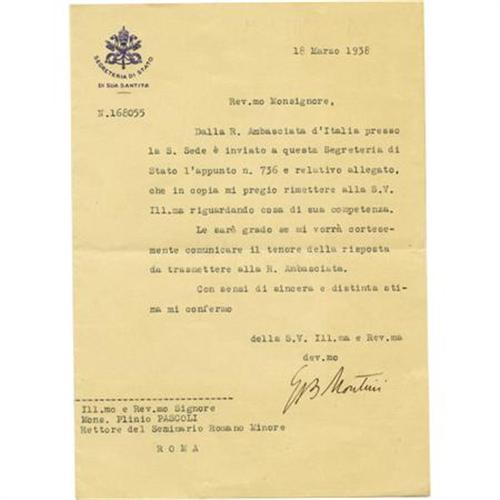 SEGRETERIA DI STATO
DI SUA SANTITÀ
N.168055
18 Marzo 1938
Rev.mo Monsignore,
Dalla R. Ambasciata d'Italia presso
la S. Sede è inviato a questa Segreteria di
Stato l'appunto n. 736 e relativo allegato,
che in copia mi pregio rimettere alla S.V.
Ill.ma riguardando cosa di sua competenza.
Le sarò grado se mi vorrà cortese-
mente comunicare il tenore della risposta
da trasmettere alla R. Ambasciata.
Con sensi di sincera e distinta sti-
ma mi confermo
della S.V. Ill.ma e Rev.ma
dev.mo
GB Montini
Ill.mo e Rev.mo Signore
Mons. Plinio PASCOLI
Rettore del Seminario Romano Minore
ROMA